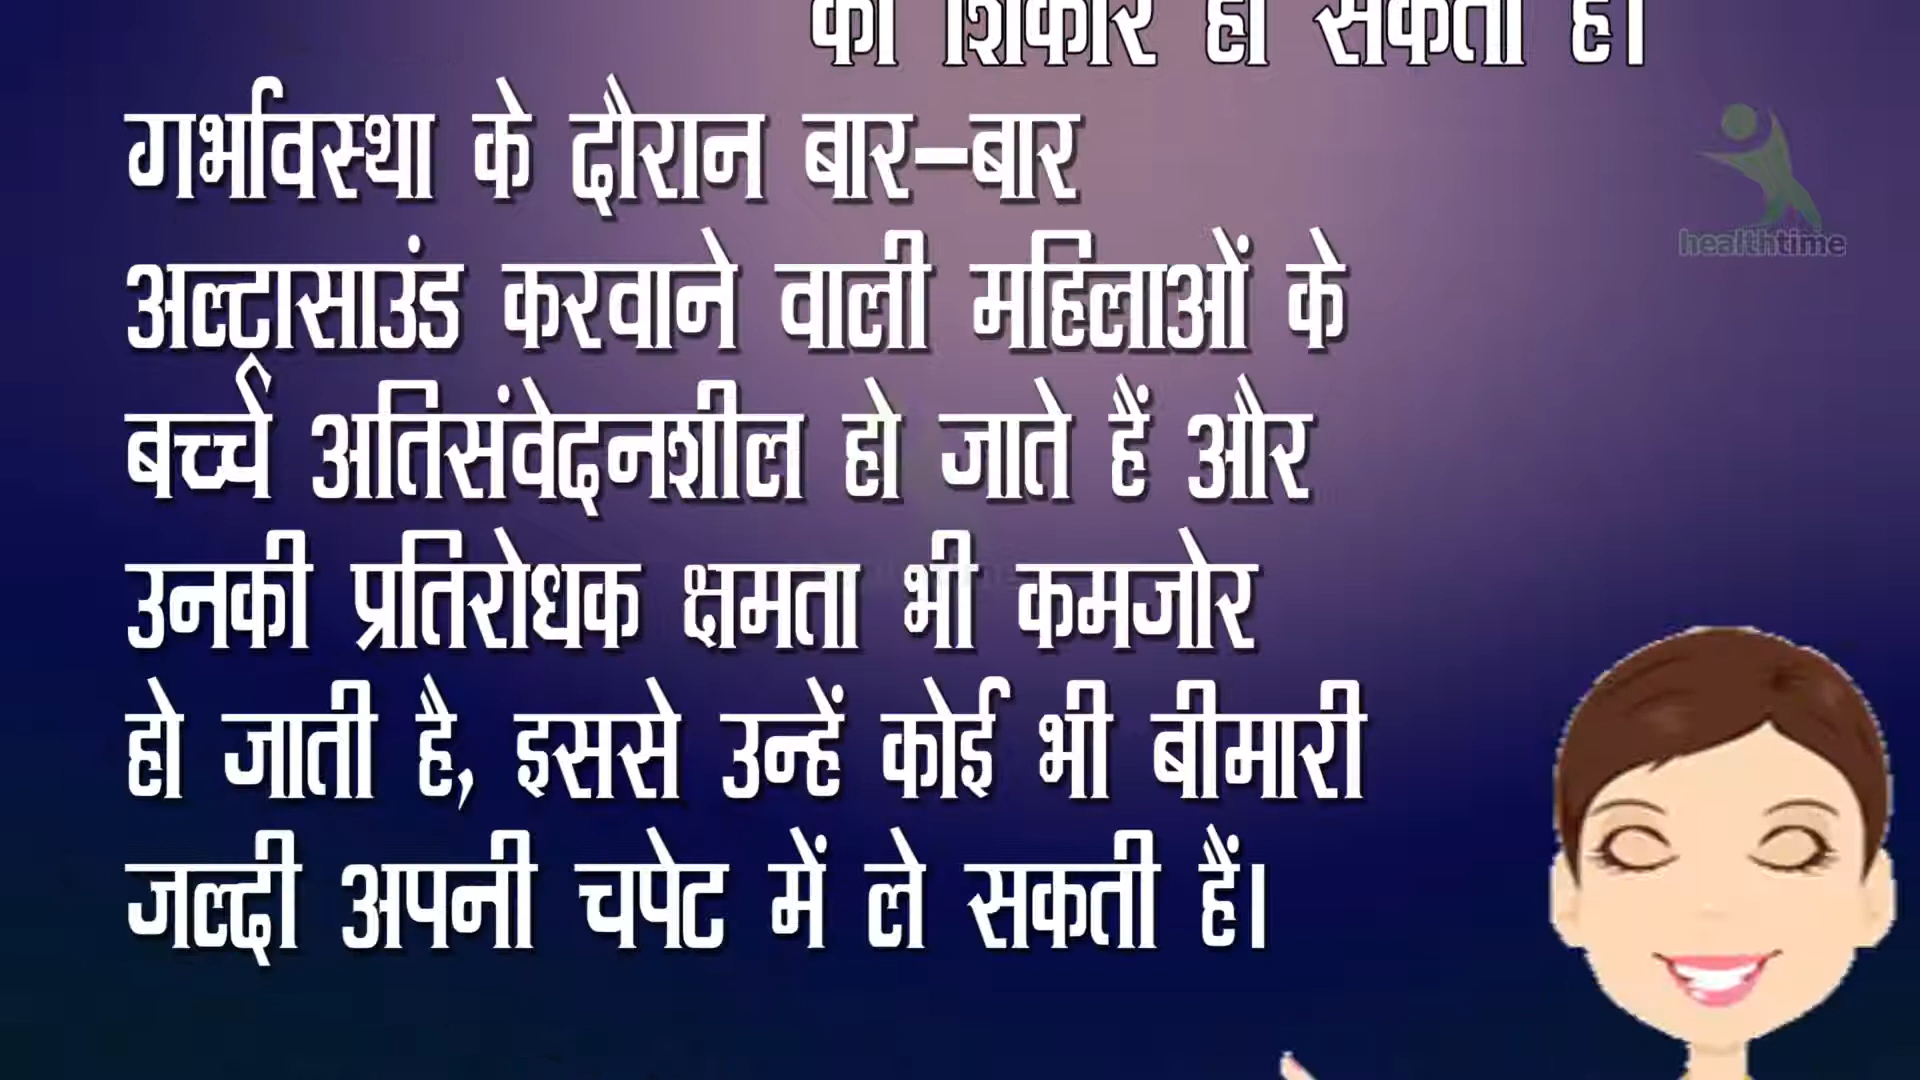 का शिकार हो सकता है।
गर्भावस्था के दौरान बार-बार
healthtime
अल्ट्रासाउंड करवाने वाली महिलाओं के
बच्चे अतिसंवेदनशील हो जाते हैं और
उनकी प्रतिरोधक क्षमता भी कमजोर
हो जाती है, इससे उन्हें कोई भी बीमारी
जल्दी अपनी चपेट में ले सकती हैं।